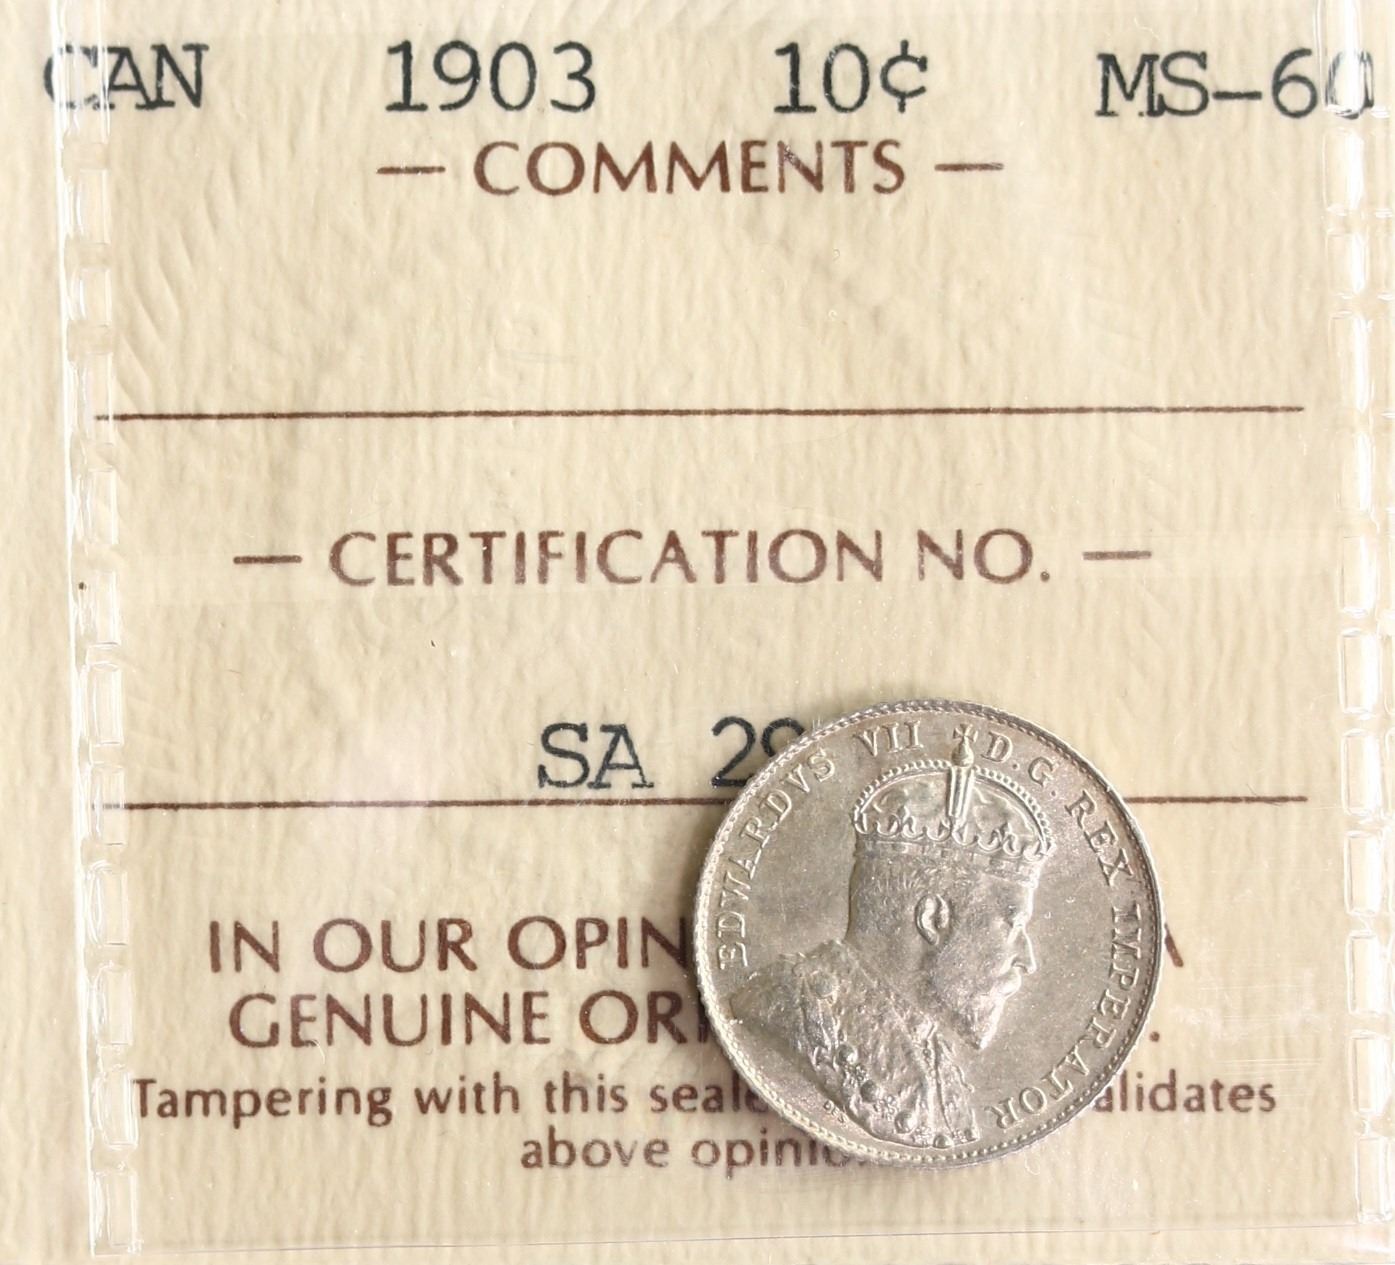 CAN 1903 10¢ MS-60
— COMMENTS —
— CERTIFICATION NO. —
SA 29
IN OUR OPIN A
GENUINE ORI .
Tampering with this seale alidates
above opinio
EDWARDVS VII D.G. REX IMPERATOR